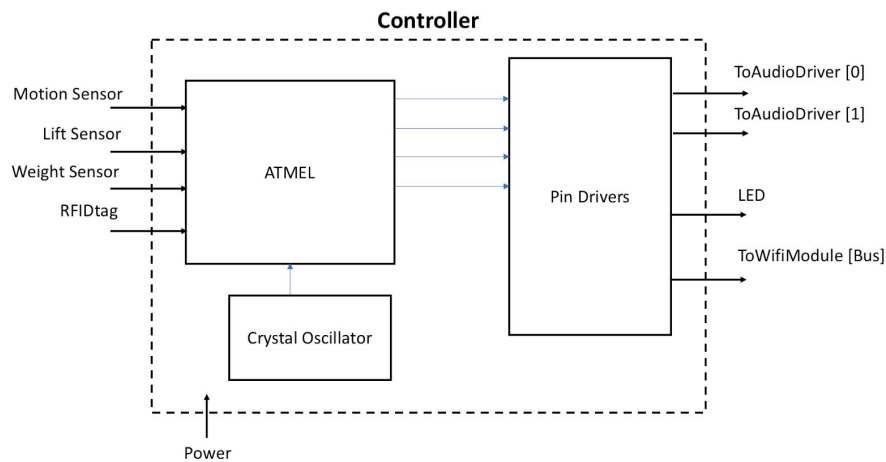 Controller
Motion Sensor
Lift Sensor
Weight Sensor
RFIDtag
ATMEL
Crystal Oscillator
Pin Drivers
ToAudioDriver [0]
ToAudioDriver [1]
LED
ToWifiModule [Bus]
Power